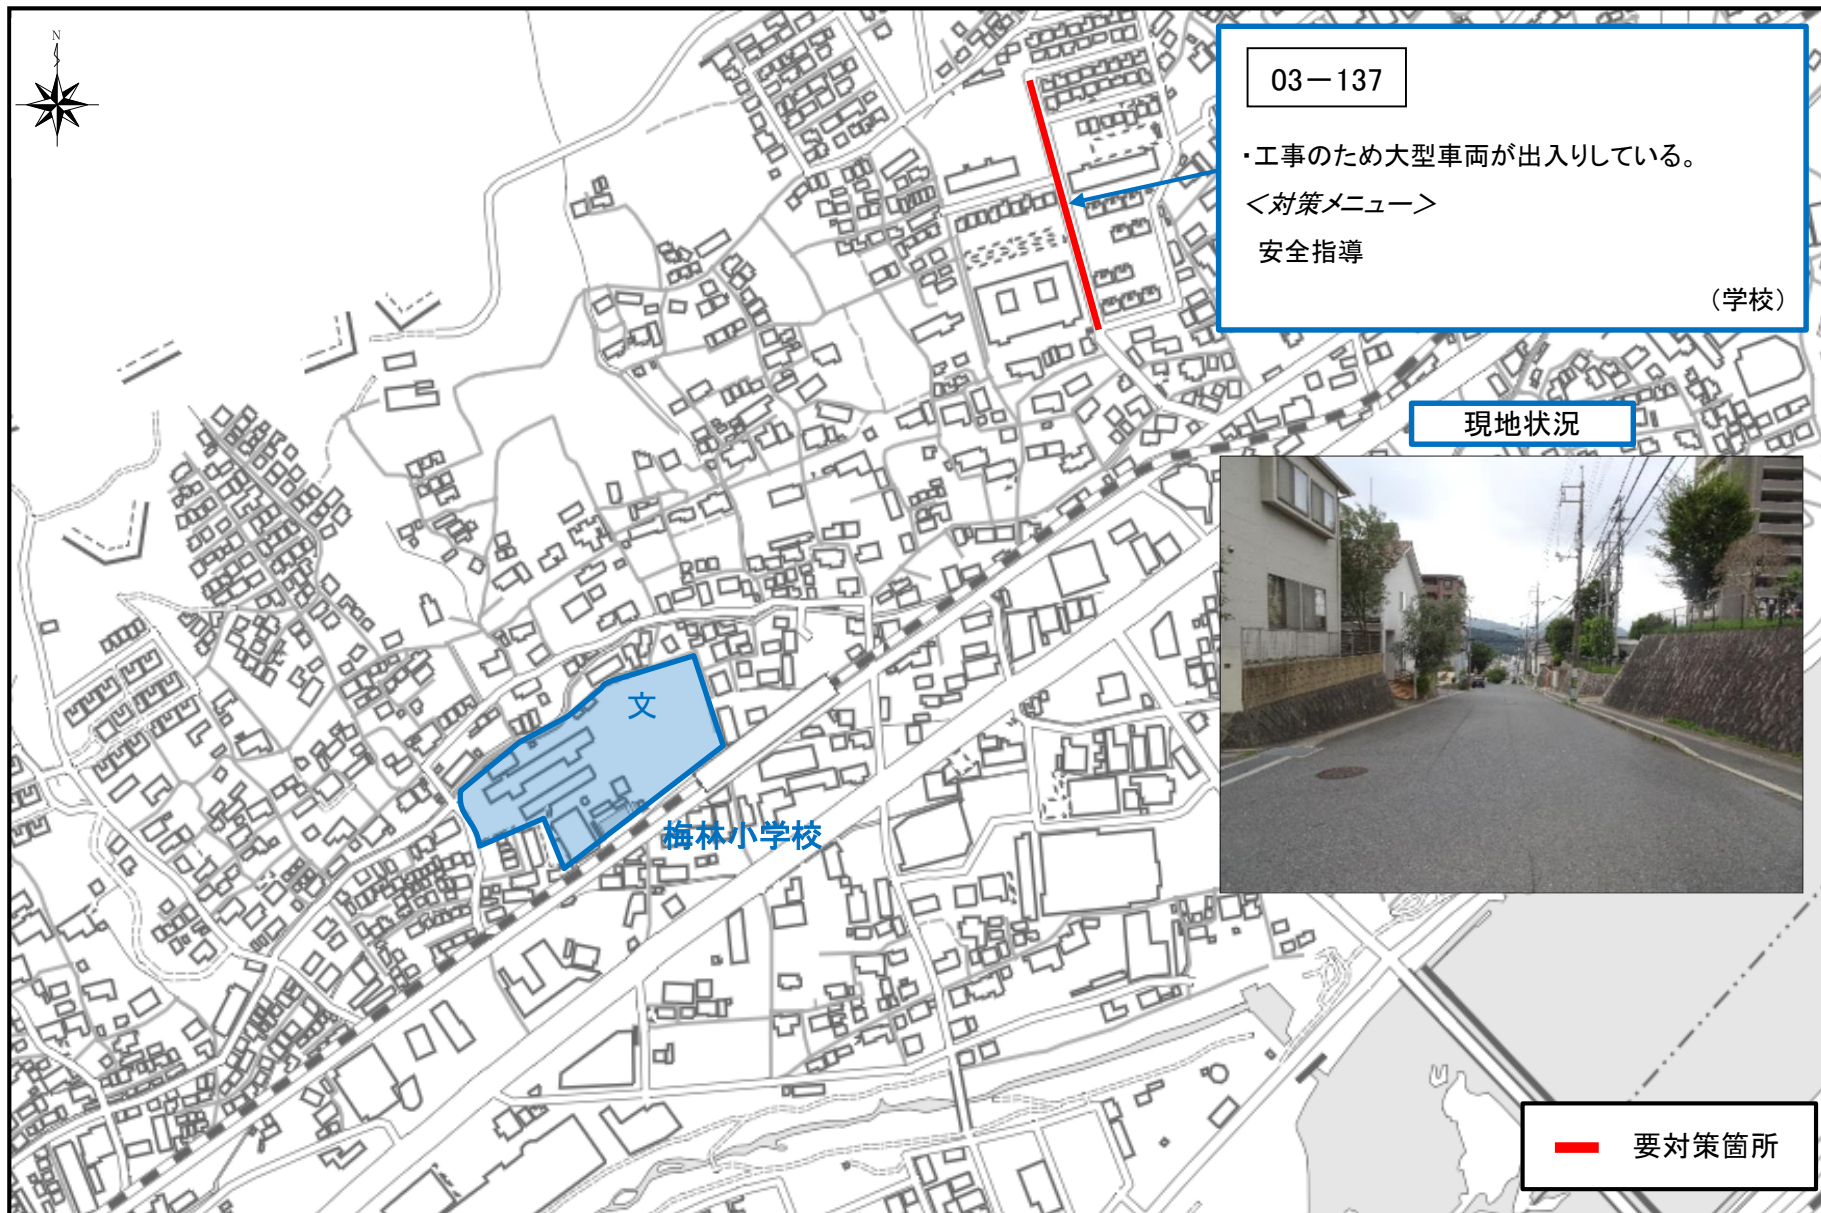 N
03－137
・工事のため大型車両が出入りしている。
＜対策メニュー＞
安全指導
（学校）
現地状況
文
梅林小学校
要対策箇所